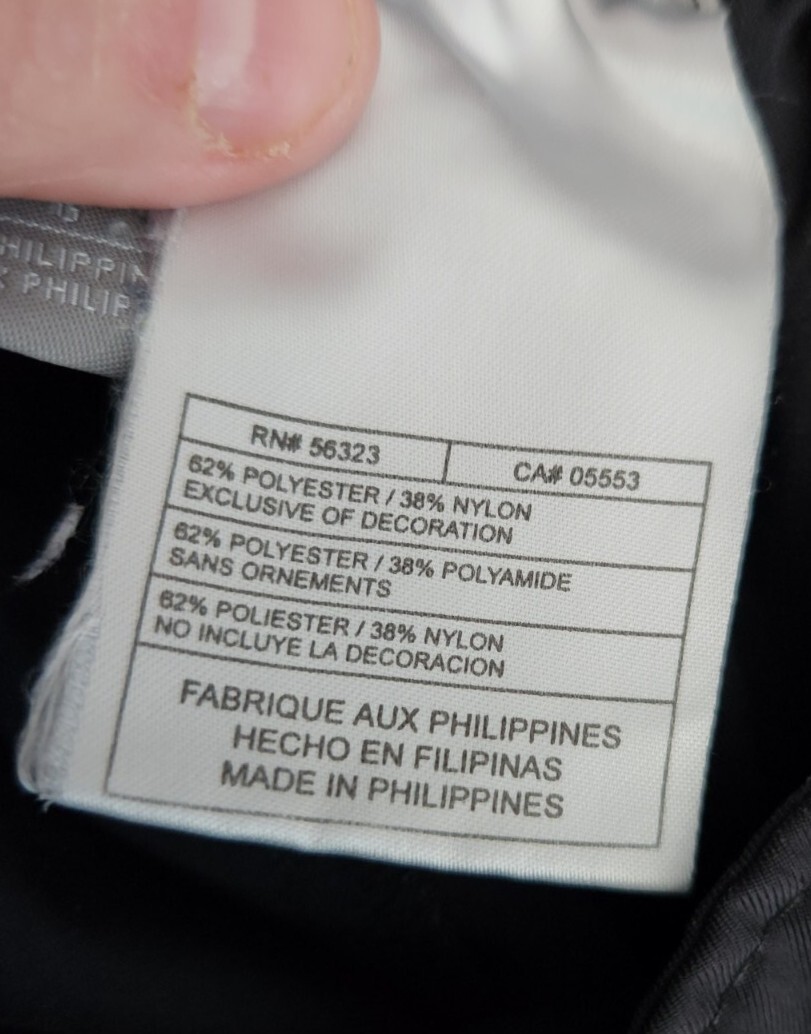 PHILIP
RN# 56323
CA# 05553
62% POLYESTER / 38% NYLON
EXCLUSIVE OF DECORATION
62% POLYESTER / 38% POLYAMIDE
SANS ORNEMENTS
62% POLIESTER / 38% NYLON
NO INCLUYE LA DECORACION
FABRIQUE AUX PHILIPPINES
HECHO EN FILIPINAS
MADE IN PHILIPPINES